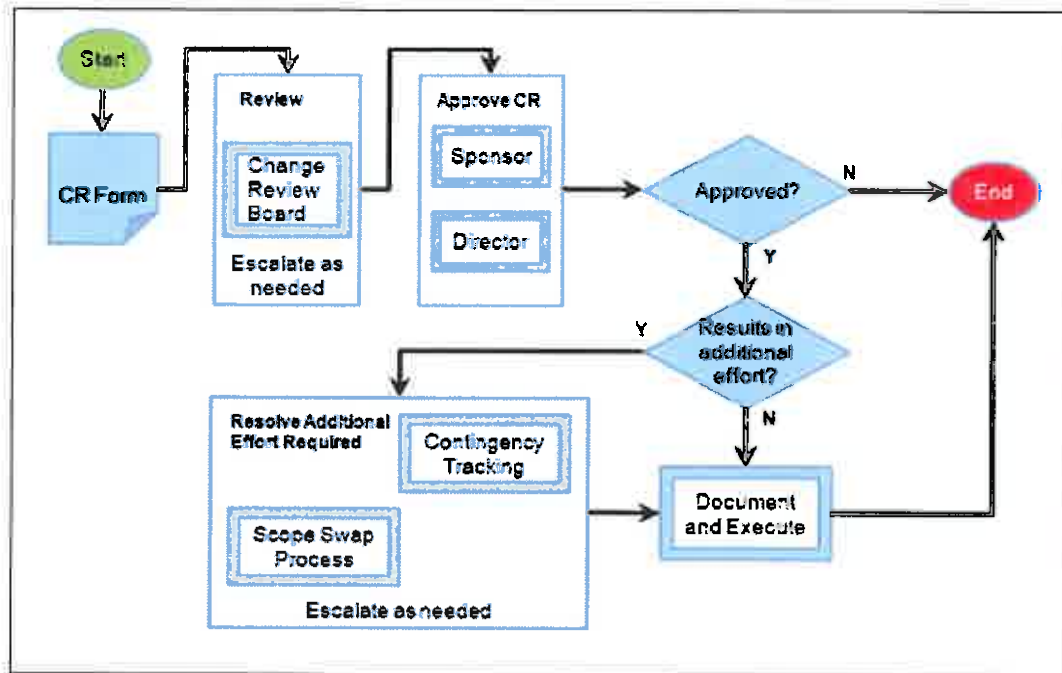 Start
CR Form
Review
Change
Review
Board
Escalate as
needed
Approve CR
Sponsor
Director
Approved?
N
End
Y
Results in
additional
effort?
Y
N
Resolve Additional
Effort Required
Contingency
Tracking
Scope Swap
Process
Escalate as needed
Document
and Execute